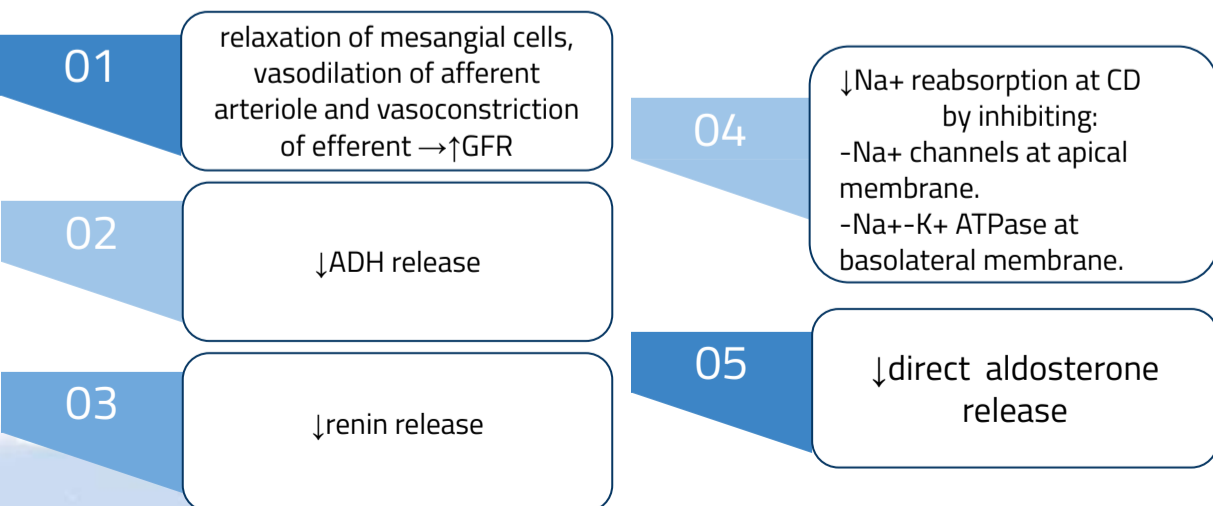 01
relaxation of mesangial cells,
vasodilation of afferent
arteriole and vasoconstriction
of efferent →↑GFR
02
↓ADH release
03
↓renin release
04
↓Na+ reabsorption at CD
by inhibiting:
-Na+ channels at apical
membrane.
-Na+-K+ ATPase at
basolateral membrane.
05
↓direct aldosterone
release